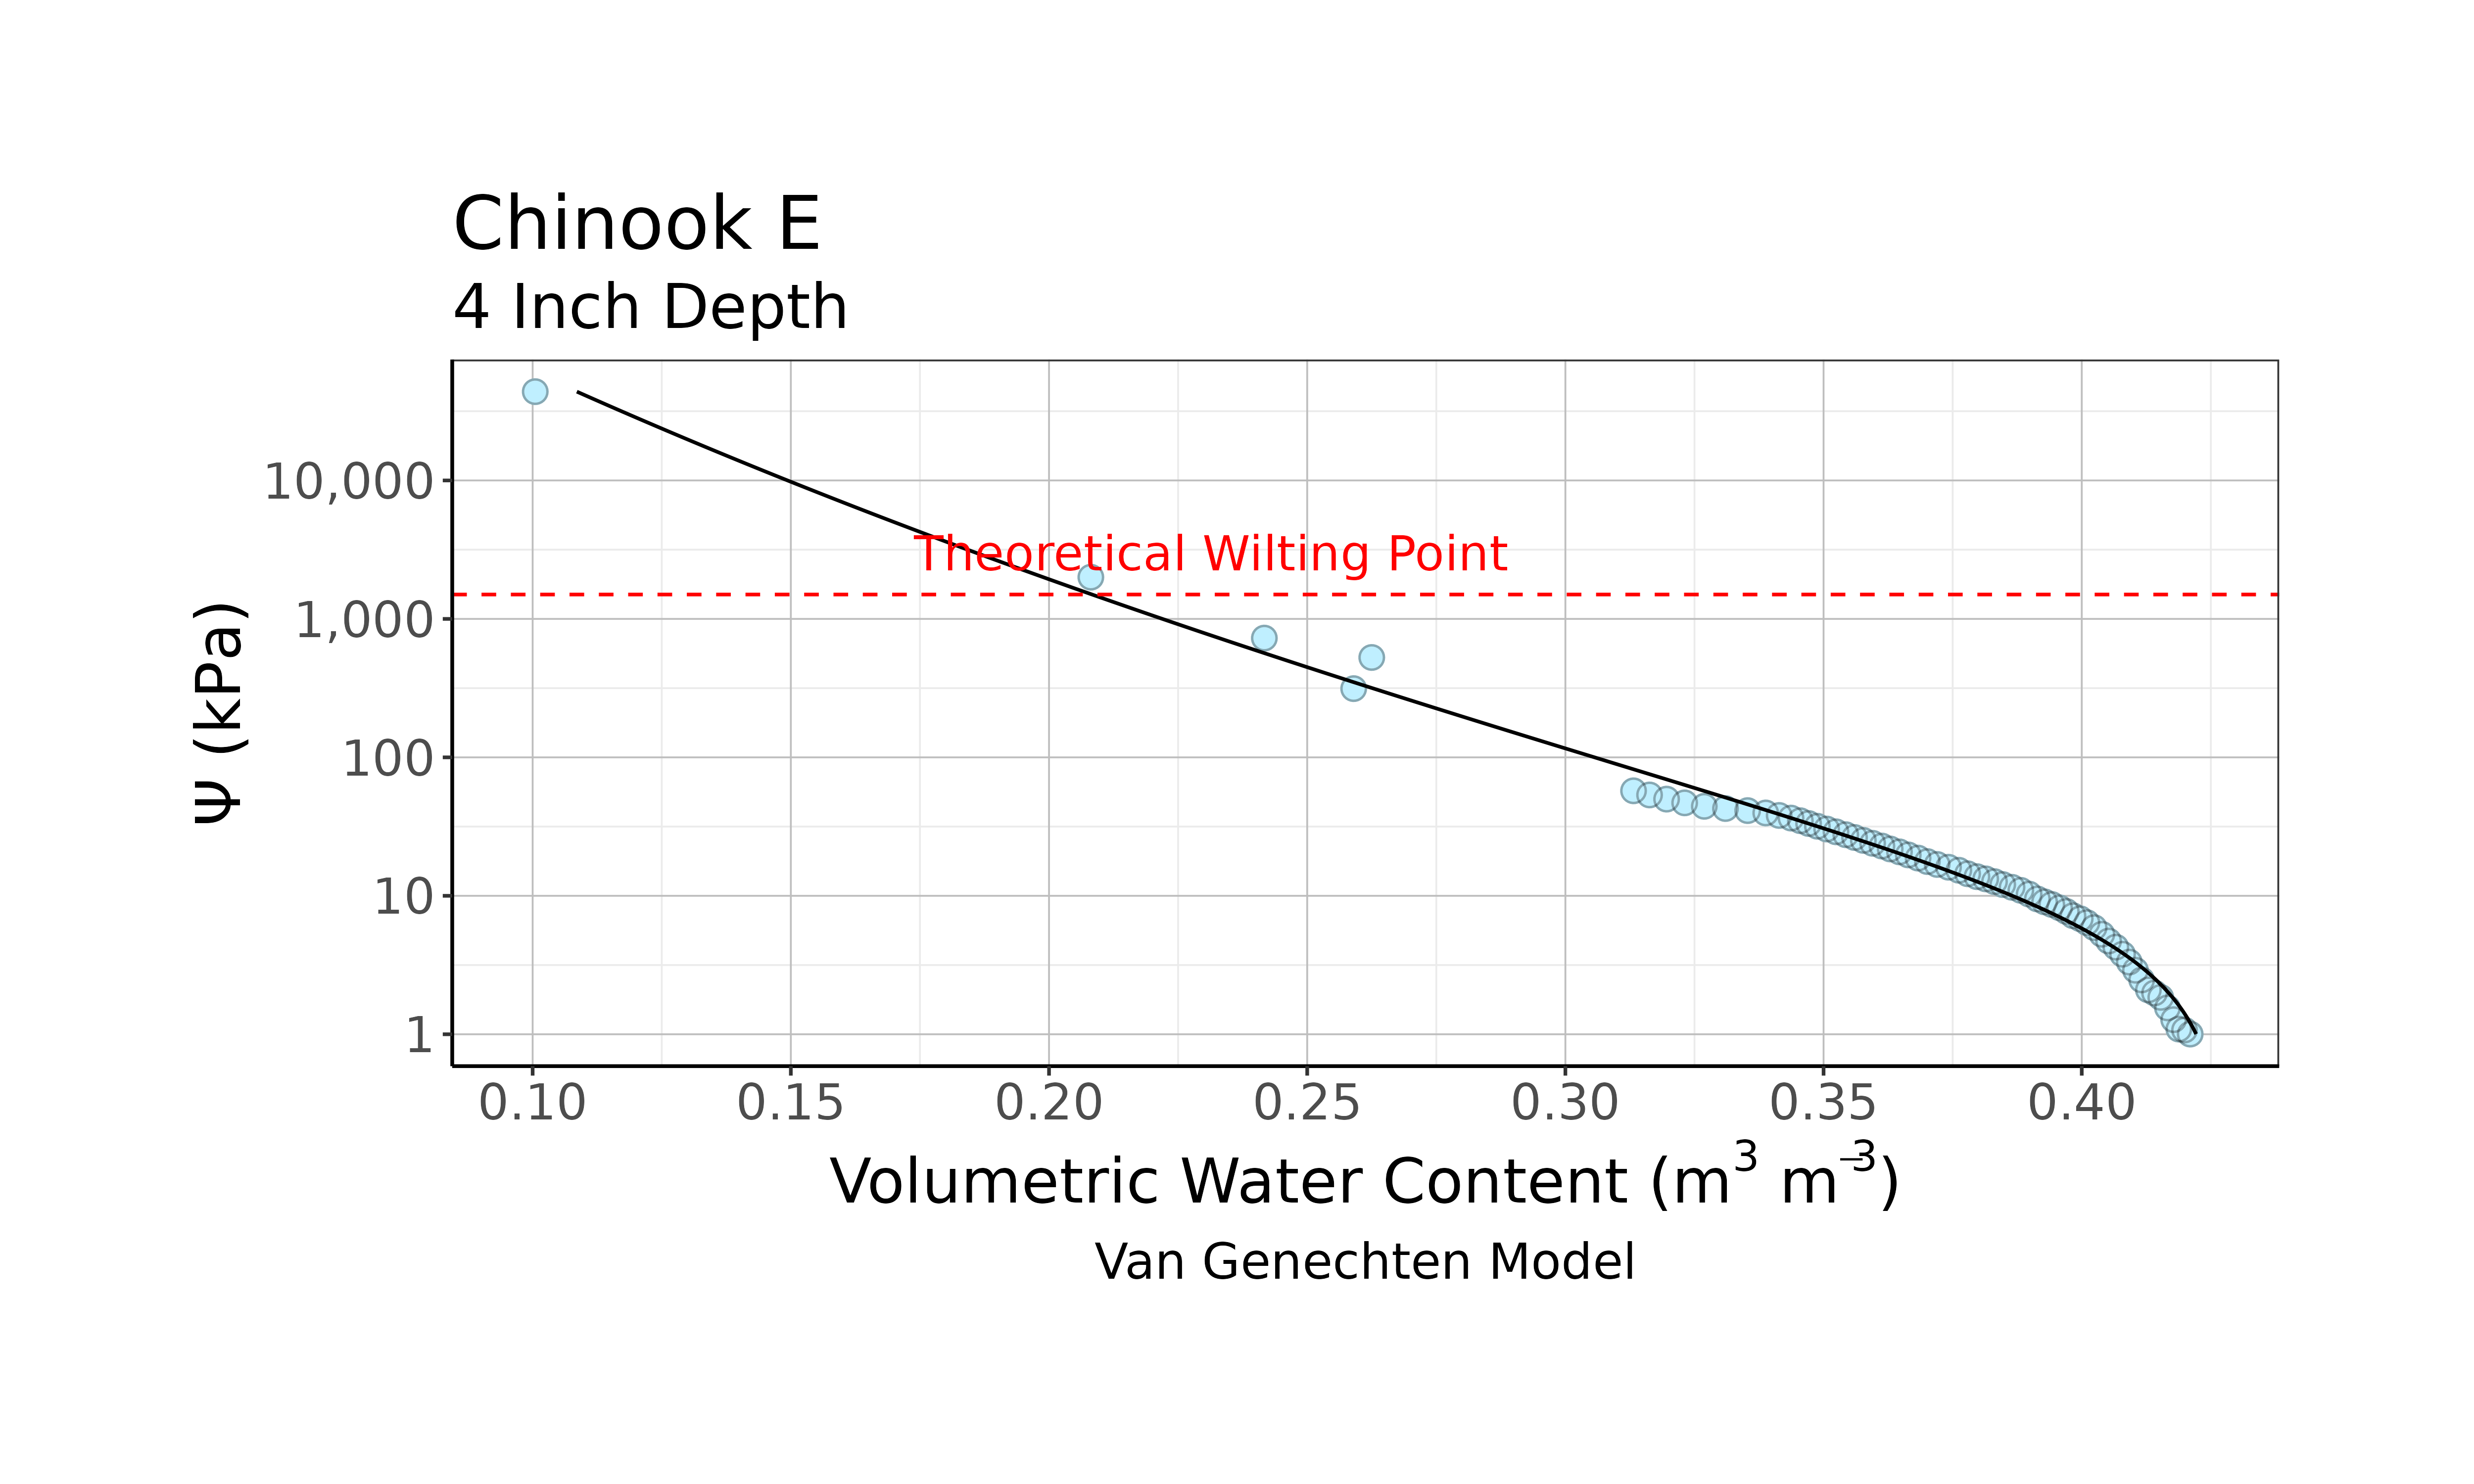 Chinook E
4 Inch Depth
Ψ (kPa)
10,000
1,000
100
10
1
Theoretical Wilting Point
0.10 0.15 0.20 0.25 0.30 0.35 0.40
Volumetric Water Content (m³ m⁻³)
Van Genechten Model